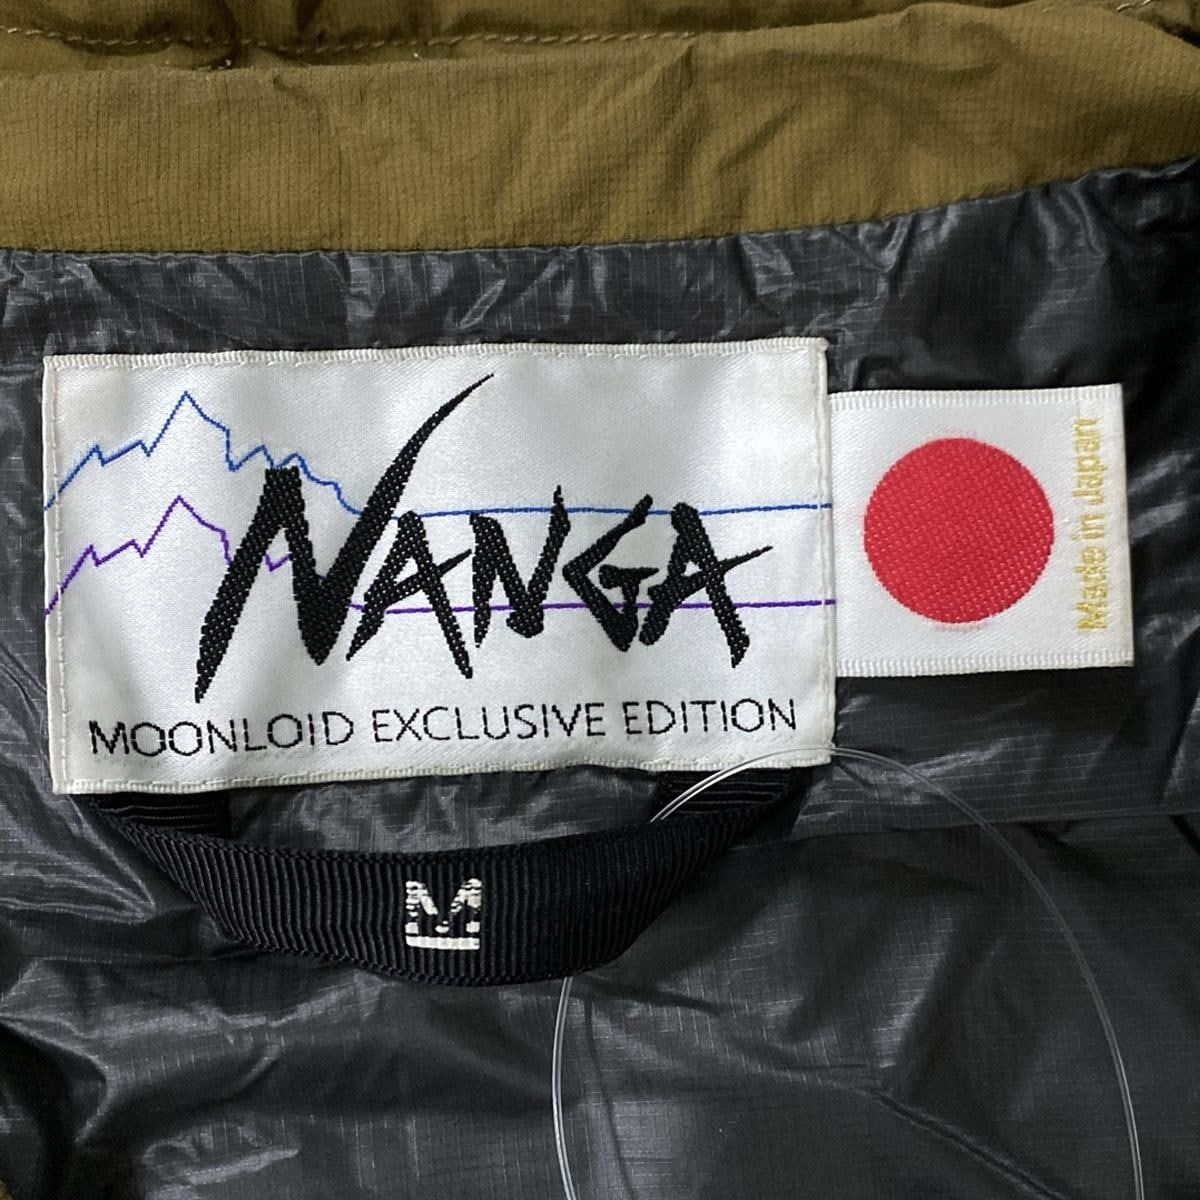 NANGA
MOONLOID EXCLUSIVE EDITION
Made in Japan
M